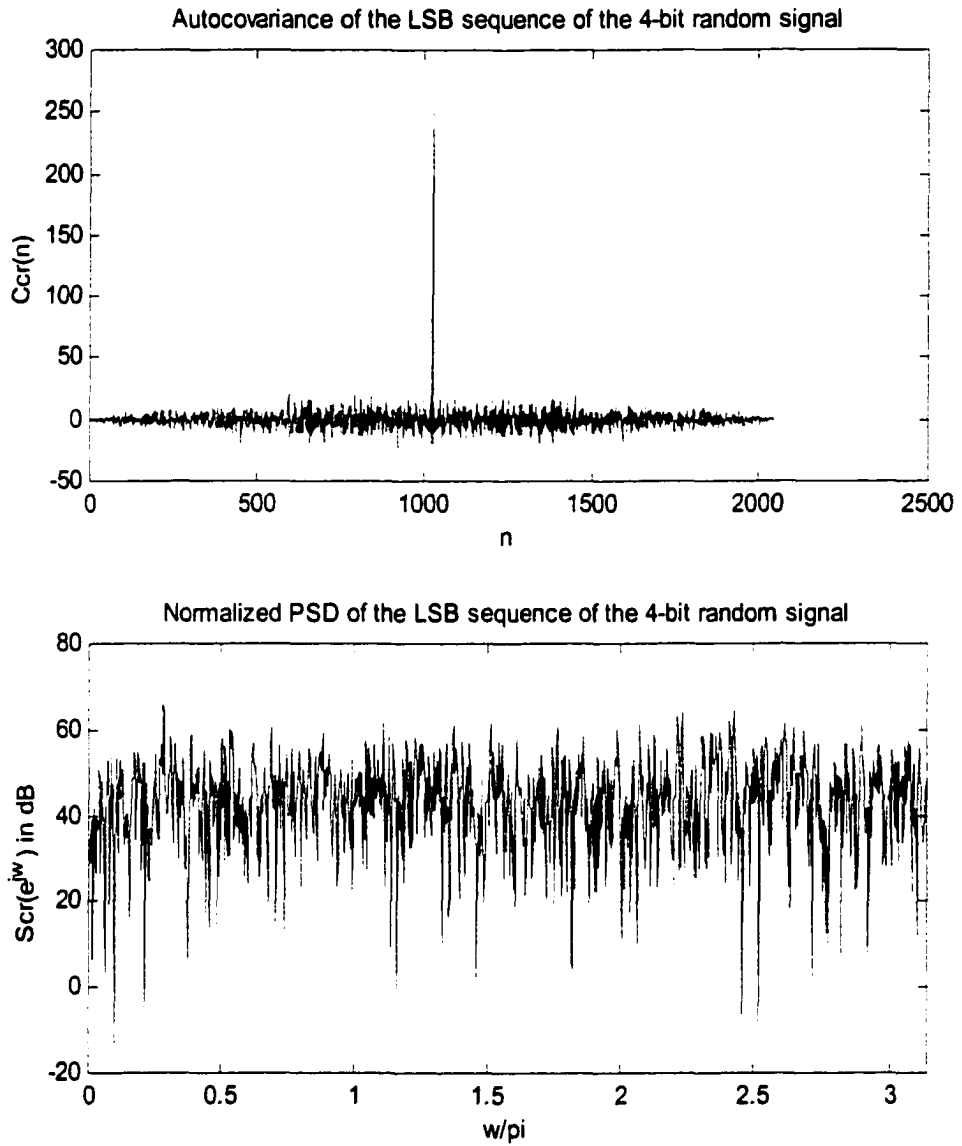 Autocovariance of the LSB sequence of the 4-bit random signal
300
250
200
150
100
50
0
-50
Ccr(n)
0 500 1000 1500 2000 2500
n
Normalized PSD of the LSB sequence of the 4-bit random signal
80
60
40
20
0
-20
Scr(e^jw) in dB
0 0.5 1 1.5 2 2.5 3
w/pi